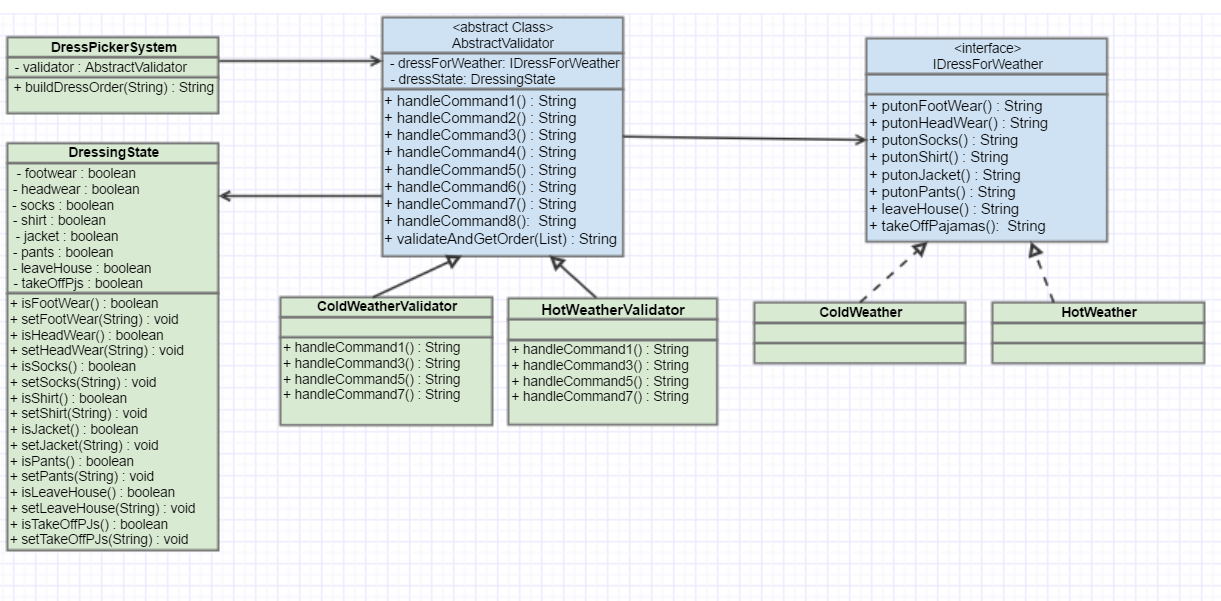 DressPickerSystem
- validator : AbstractValidator
+ buildDressOrder(String) : String
DressingState
- footwear : boolean
- headwear : boolean
- socks : boolean
- shirt : boolean
- jacket : boolean
- pants : boolean
- leaveHouse : boolean
- takeOffPjs : boolean
+ isFootWear() : boolean
+ setFootWear(String) : void
+ isHeadWear() : boolean
+ setHeadWear(String) : void
+ isSocks() : boolean
+ setSocks(String) : void
+ isShirt() : boolean
+ setShirt(String) : void
+ isJacket() : boolean
+ setJacket(String) : void
+ isPants() : boolean
+ setPants(String) : void
+ isLeaveHouse() : boolean
+ setLeaveHouse(String) : void
+ isTakeOffPJs() : boolean
+ setTakeOffPJs(String) : void
<abstract Class>
AbstractValidator
- dressForWeather: IDressForWeather
- dressState: DressingState
+ handleCommand1() : String
+ handleCommand2() : String
+ handleCommand3() : String
+ handleCommand4() : String
+ handleCommand5() : String
+ handleCommand6() : String
+ handleCommand7() : String
+ handleCommand8(): String
+ validateAndGetOrder(List) : String
ColdWeatherValidator
+ handleCommand1() : String
+ handleCommand3() : String
+ handleCommand5() : String
+ handleCommand7() : String
HotWeatherValidator
+ handleCommand1() : String
+ handleCommand3() : String
+ handleCommand5() : String
+ handleCommand7() : String
<interface>
IDressForWeather
+ putonFootWear() : String
+ putonHeadWear() : String
+ putonSocks() : String
+ putonShirt() : String
+ putonJacket() : String
+ putonPants() : String
+ leaveHouse() : String
+ takeOffPajamas(): String
ColdWeather
HotWeather